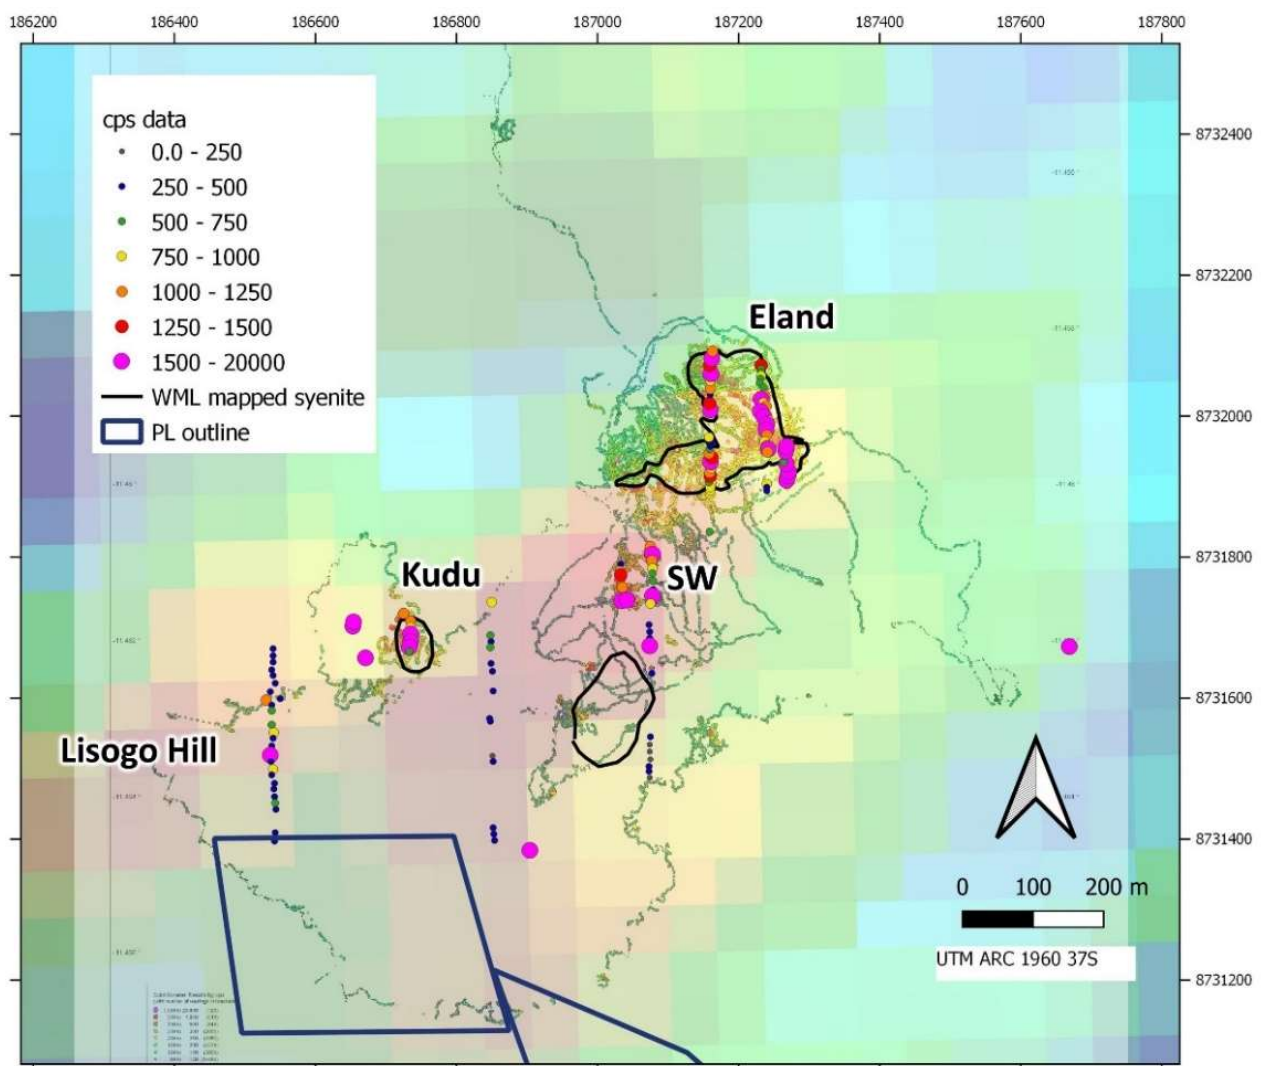 186200 186400 186600 186800 187000 187200 187400 187600 187800
cps data
0.0 - 250
250 - 500
500 - 750
750 - 1000
1000 - 1250
1250 - 1500
1500 - 20000
WML mapped syenite
PL outline
8732400
8732200
Eland
8732000
8731800
Kudu
SW
8731600
Lisogo Hill
8731400
0 100 200 m
UTM ARC 1960 37S
8731200